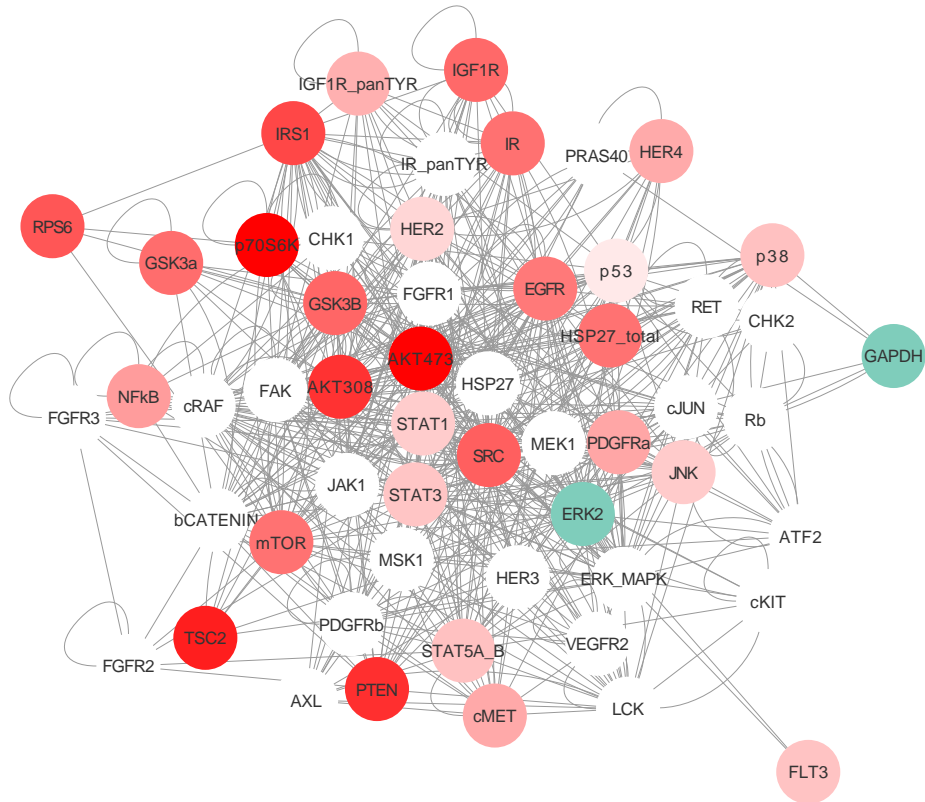 IGF1R
IGF1R_panTYR
IRS1
IR
HER4
PRAS40
IR_panTYR
RPS6
HER2
CHK1
p70S6K
p38
GSK3a
p53
RET
FGFR1
EGFR
GSK3B
CHK2
HSP27_total
AKT473
GAPDH
HSP27
AKT308
FAK
NFkB
cRAF
cJUN
FGFR3
Rb
STAT1
MEK1
PDGFRa
SRC
JNK
JAK1
STAT3
ERK2
bCATENIN
ATF2
mTOR
MSK1
HER3
ERK_MAPK
cKIT
PDGFRb
TSC2
VEGFR2
STAT5A_B
FGFR2
PTEN
AXL
LCK
cMET
FLT3